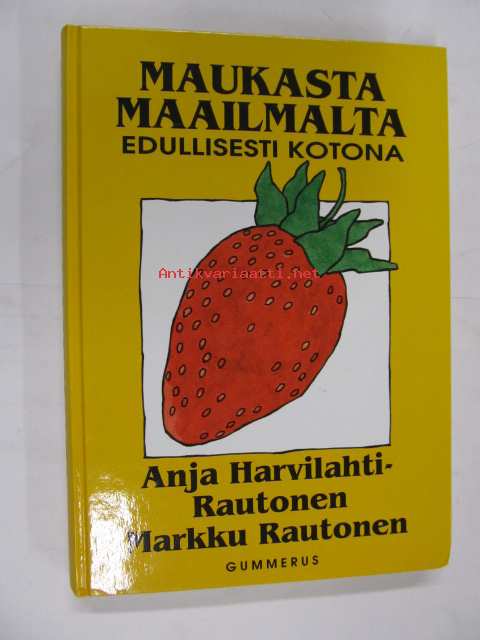 MAUKASTA
MAAILMALTA
EDULLISESTI KOTONA
Antikvariaatti.net
Anja Harvilahti-
Rautonen
Markku Rautonen
GUMMERUS